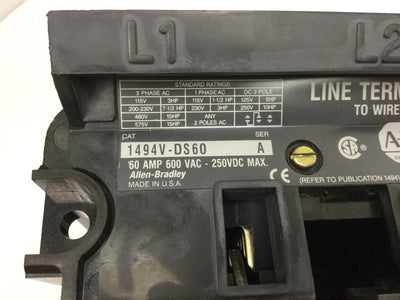 L1
L2
STANDARD RATINGS
3 PHASE AC 1 PHASE AC DC 3 POLE
115V 3HP 115V 1-1/2 HP 125V 5HP
200-230V 7-1/2 HP 230V 3HP 250V 10HP
460V 15HP ANY
575V 15HP 2 POLES AC
LINE TERM
TO WIRE
CAT SER
1494V-DS60 A
60 AMP 600 VAC - 250VDC MAX.
Allen-Bradley
MADE IN U.S.A.
(REFER TO PUBLICATION 1494V